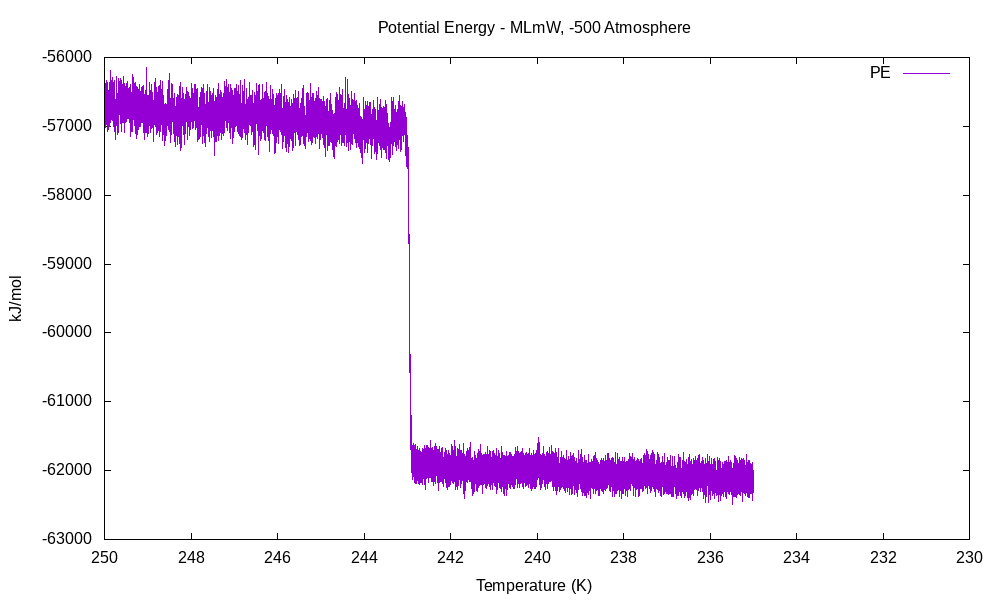 Potential Energy - MLmW, -500 Atmosphere
PE
-56000
-57000
-58000
-59000
-60000
-61000
-62000
-63000
kJ/mol
250 248 246 244 242 240 238 236 234 232 230
Temperature (K)